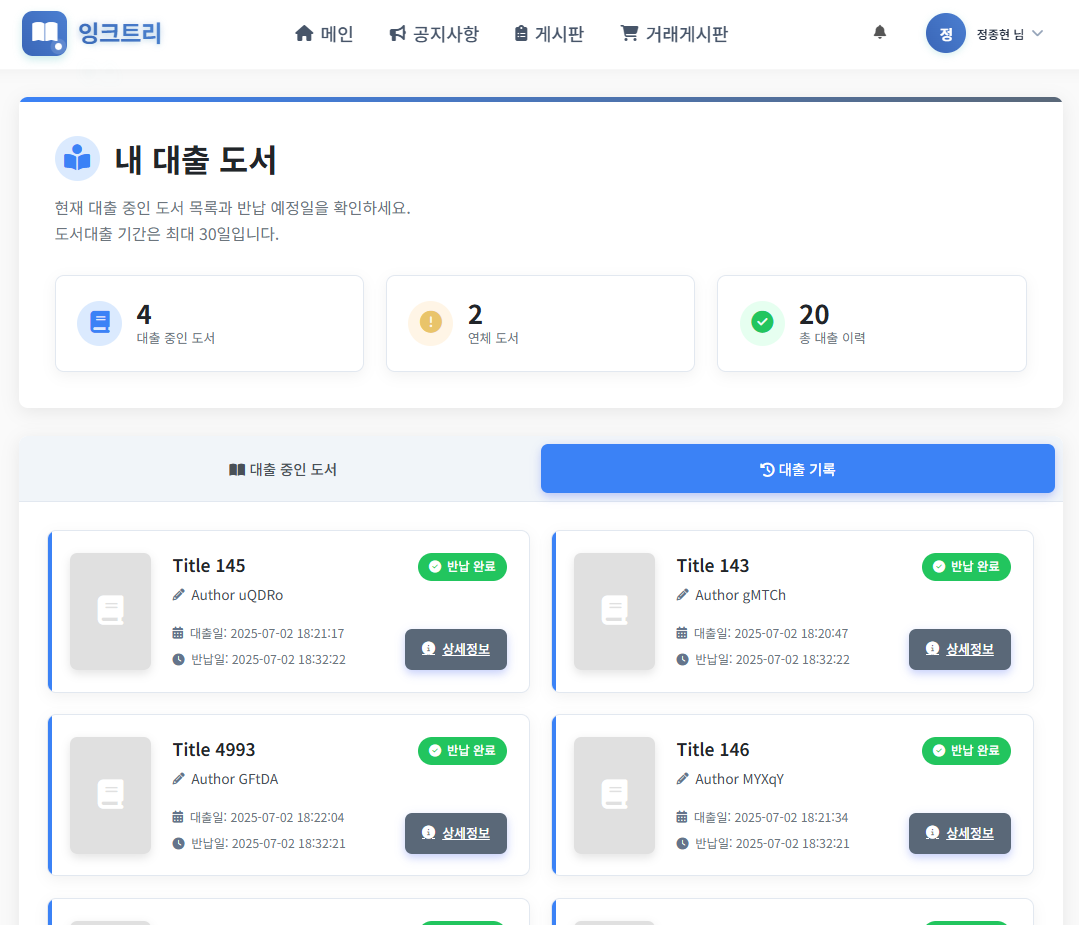 잉크트리
메인
공지사항
게시판
거래게시판
정
정종현 님
내 대출 도서
현재 대출 중인 도서 목록과 반납 예정일을 확인하세요.
도서대출 기간은 최대 30일입니다.
4
대출 중인 도서
2
연체 도서
20
총 대출 이력
대출 중인 도서
대출 기록
Title 145
반납 완료
Author uQDRo
대출일: 2025-07-02 18:21:17
반납일: 2025-07-02 18:32:22
상세정보
Title 143
반납 완료
Author gMTCh
대출일: 2025-07-02 18:20:47
반납일: 2025-07-02 18:32:22
상세정보
Title 4993
반납 완료
Author GFtDA
대출일: 2025-07-02 18:22:04
반납일: 2025-07-02 18:32:21
상세정보
Title 146
반납 완료
Author MYXqY
대출일: 2025-07-02 18:21:34
반납일: 2025-07-02 18:32:21
상세정보